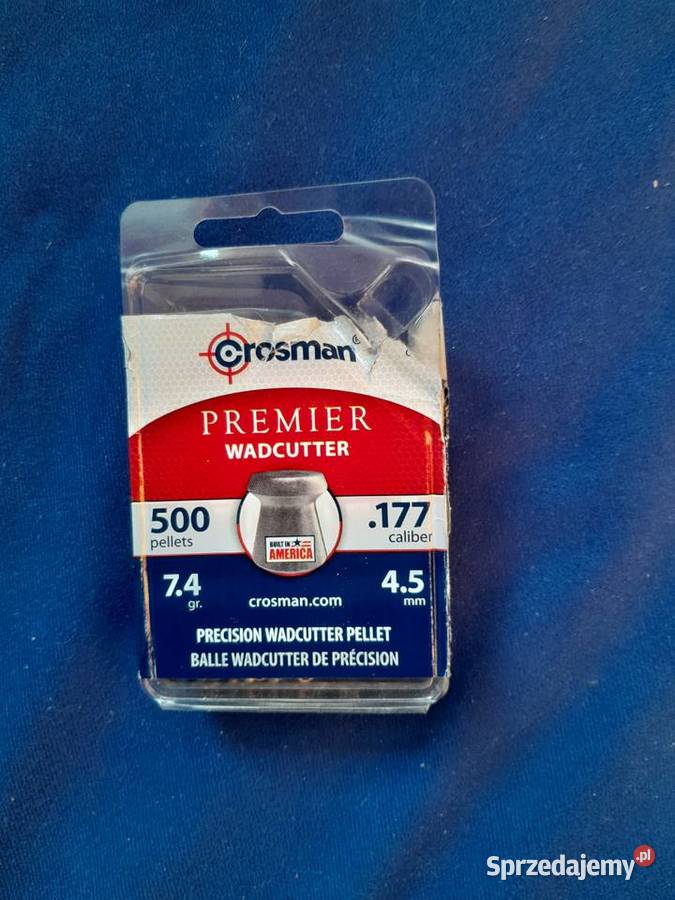 crosman®
PREMIER
WADCUTTER
500
pellets
.177
caliber
BUILT IN
AMERICA
7.4
gr.
crosman.com
4.5
mm
PRECISION WADCUTTER PELLET
BALLE WADCUTTER DE PRÉCISION
Sprzedajemy.pl